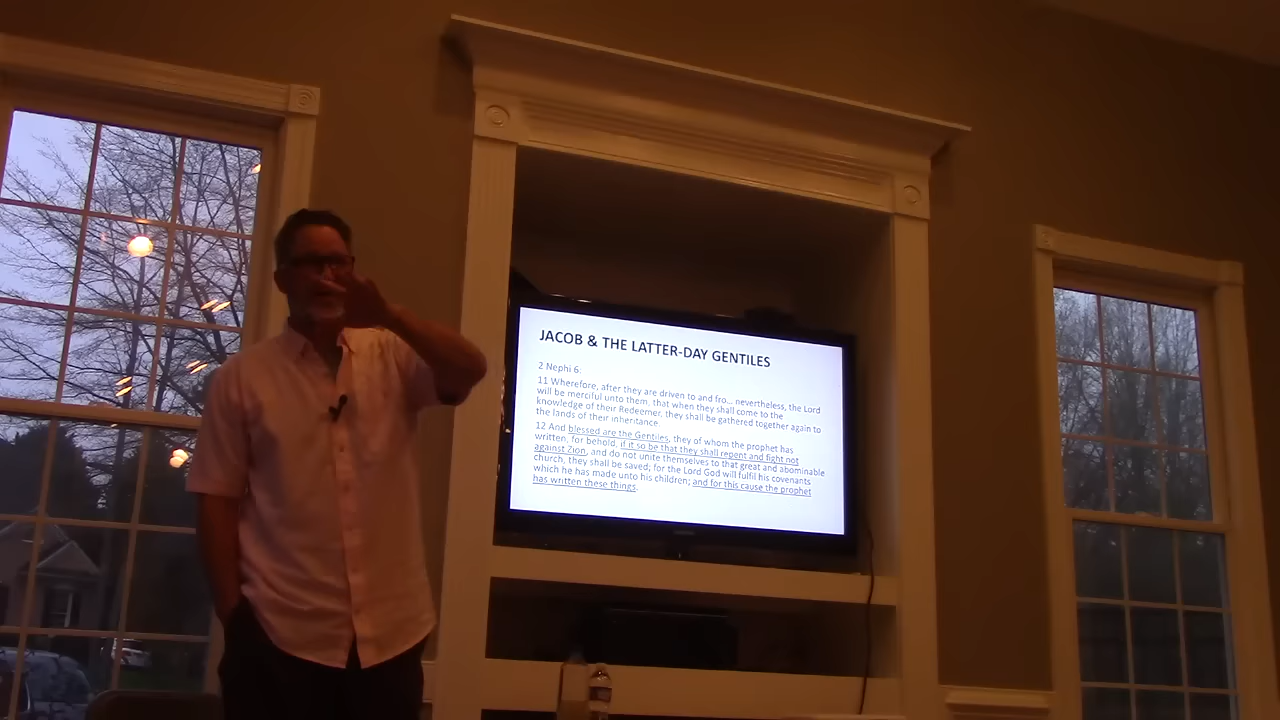 JACOB & THE LATTER-DAY GENTILES
2 Nephi 6:
11 Wherefore, after they are driven to and fro... nevertheless, the Lord
will be merciful unto them, that when they shall come to the
knowledge of their Redeemer, they shall be gathered together again to
the lands of their inheritance.
12 And blessed are the Gentiles, they of whom the prophet has
written, for behold, if it so be that they shall repent and fight not
against Zion, and do not unite themselves to that great and abominable
church, they shall be saved; for the Lord God will fulfil his covenants
which he has made unto his children; and for this cause the prophet
has written these things.